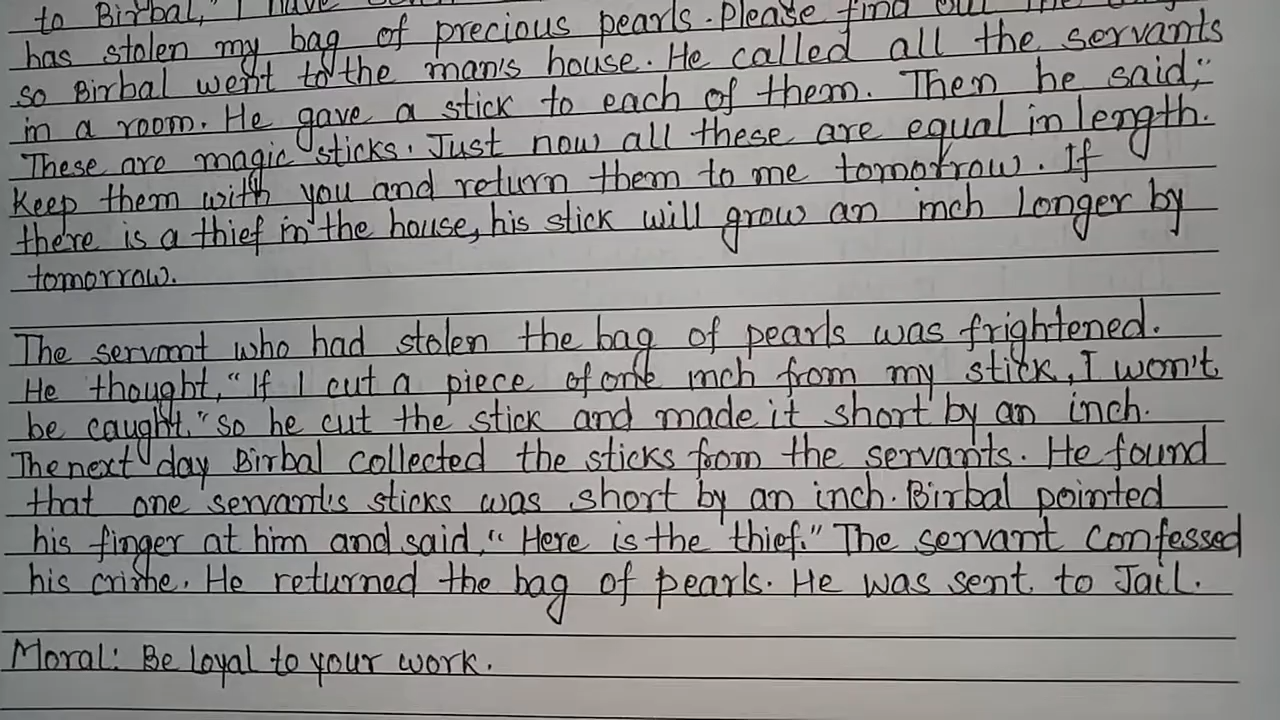 to Birbal," I have
has stolen my bag of precious pearls. Please find out the
so Birbal went to the man's house. He called all the servants
in a room. He gave a stick to each of them. Then he said,"
These are magic sticks. Just now all these are equal in length.
Keep them with you and return them to me tomorrow. If
there is a thief in the house, his stick will grow an inch longer by
tomorrow.
The servant who had stolen the bag of pearls was frightened.
He thought, "If I cut a piece of one inch from my stick, I won't
be caught." so he cut the stick and made it short by an inch.
The next day Birbal collected the sticks from the servants. He found
that one servant's sticks was short by an inch. Birbal pointed
his finger at him and said, "Here is the thief." The servant confessed
his crime. He returned the bag of pearls. He was sent to Jail.
Moral: Be loyal to your work.